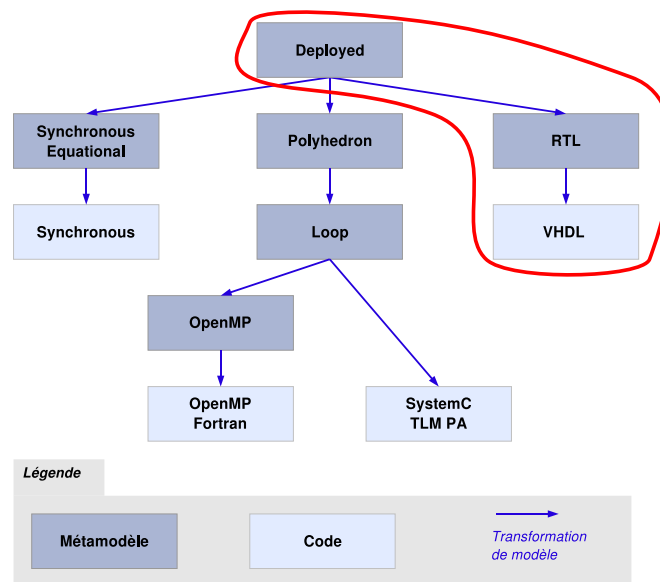 Deployed
Synchronous
Equational
Polyhedron
RTL
Synchronous
Loop
VHDL
OpenMP
OpenMP
Fortran
SystemC
TLM PA
Légende
Métamodèle
Code
Transformation
de modèle